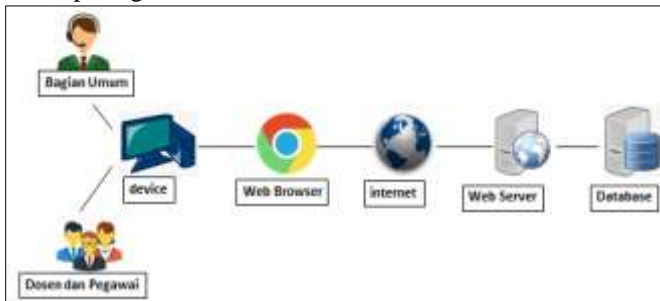 Bagian Umum
device
Web Browser
internet
Web Server
Database
Dosen dan Pegawai